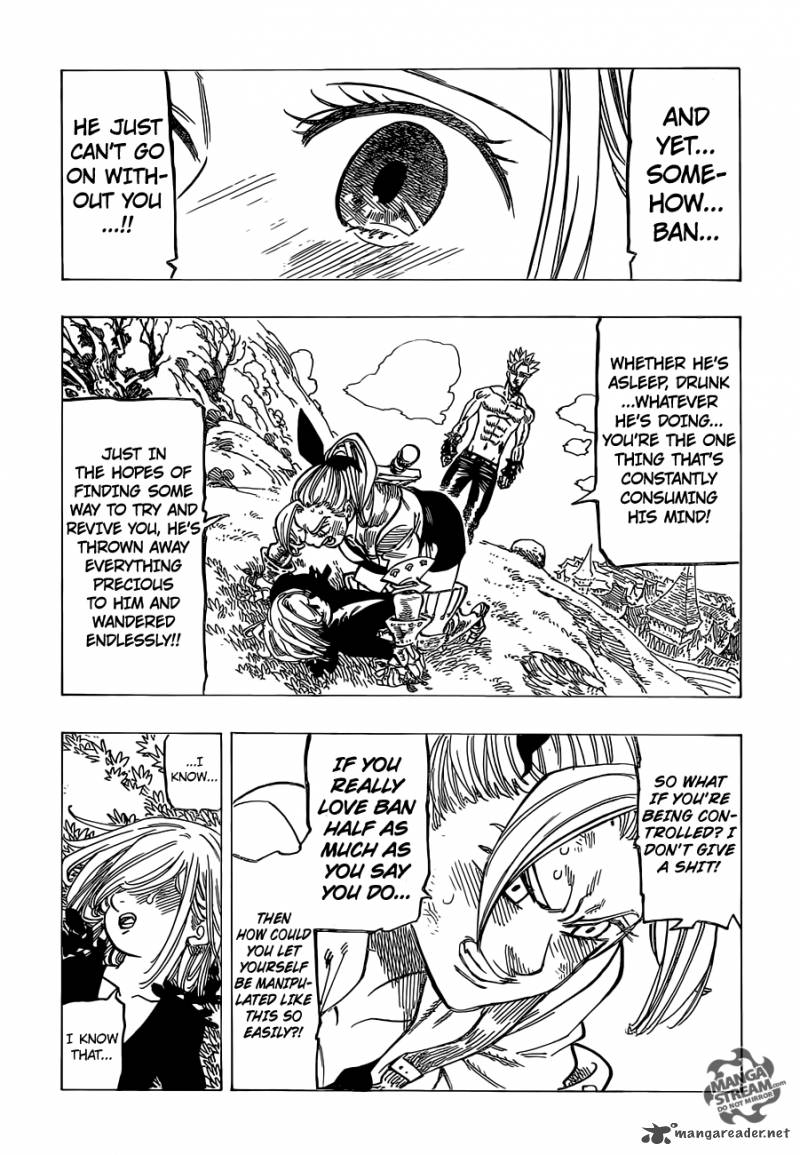 AND
YET...
SOME-
HOW...
BAN...
HE JUST
CAN'T GO
ON WITH-
OUT YOU
...!!
WHETHER HE'S
ASLEEP, DRUNK
...WHATEVER
HE'S DOING...
YOU'RE THE ONE
THING THAT'S
CONSTANTLY
CONSUMING
HIS MIND!
JUST IN
THE HOPES OF
FINDING SOME
WAY TO TRY AND
REVIVE YOU, HE'S
THROWN AWAY
EVERYTHING
PRECIOUS
TO HIM AND
WANDERED
ENDLESSLY!!
SO WHAT
IF YOU'RE
BEING CON-
TROLLED? I
DON'T GIVE
A SHIT!
IF YOU
REALLY
LOVE BAN
HALF AS
MUCH AS
YOU SAY
YOU DO...
THEN
HOW COULD
YOU LET
YOURSELF
BE MANIPU-
LATED LIKE
THIS SO
EASILY?!
...I
KNOW...
I KNOW
THAT...
MANGA
STREAM.com
DO NOT MIRROR
mangareader.net